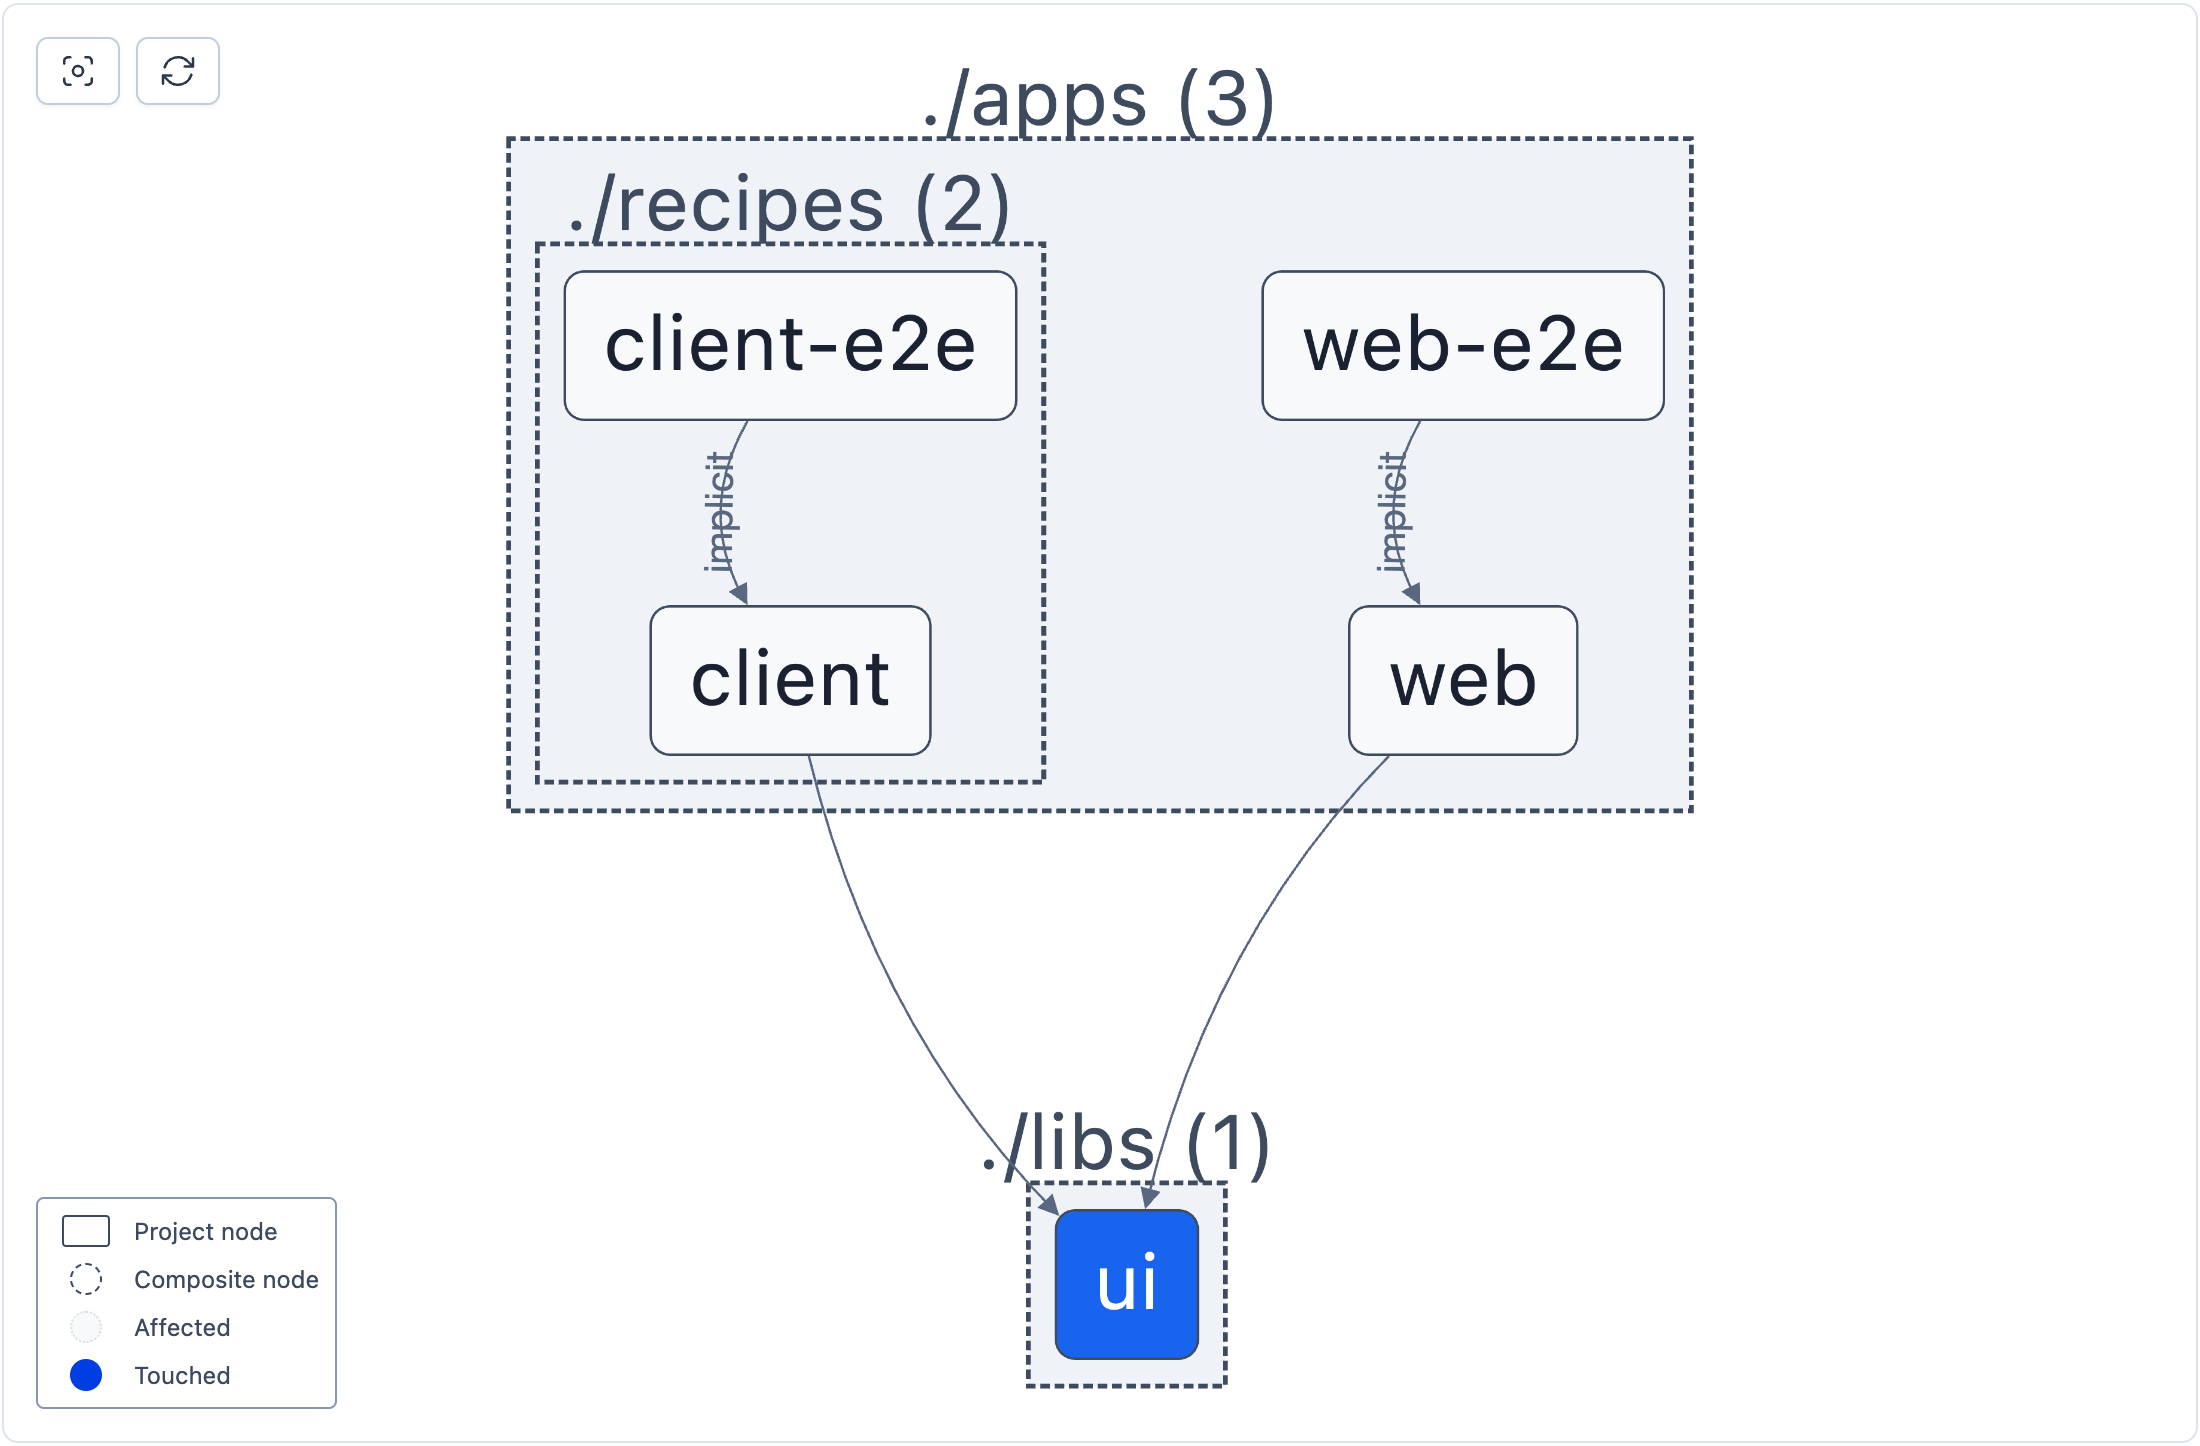 ./apps (3)
./recipes (2)
client-e2e
web-e2e
implicit
implicit
client
web
./libs (1)
ui
Project node
Composite node
Affected
Touched